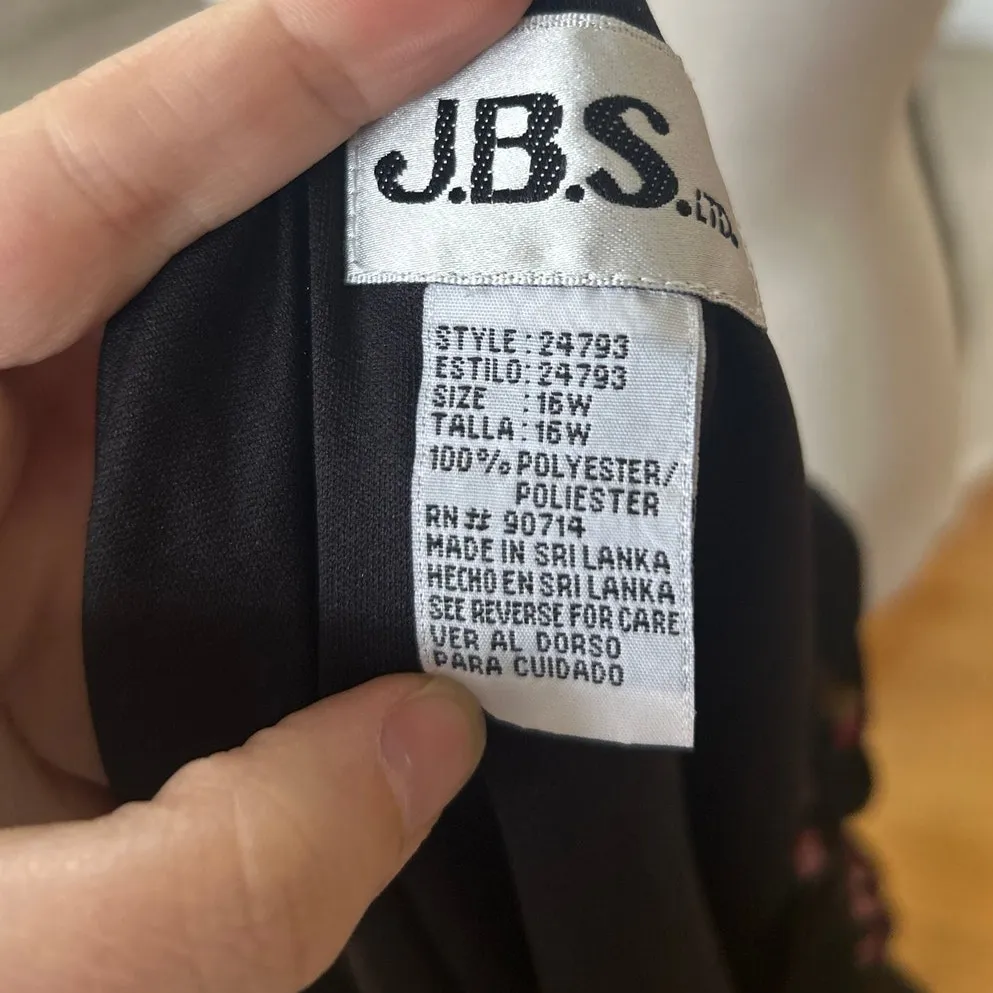 J.B.S. LTD.
STYLE: 24793
ESTILO: 24793
SIZE : 16W
TALLA: 16W
100% POLYESTER/
POLIESTER
RN# 90714
MADE IN SRI LANKA
HECHO EN SRI LANKA
SEE REVERSE FOR CARE
VER AL DORSO
PARA CUIDADO